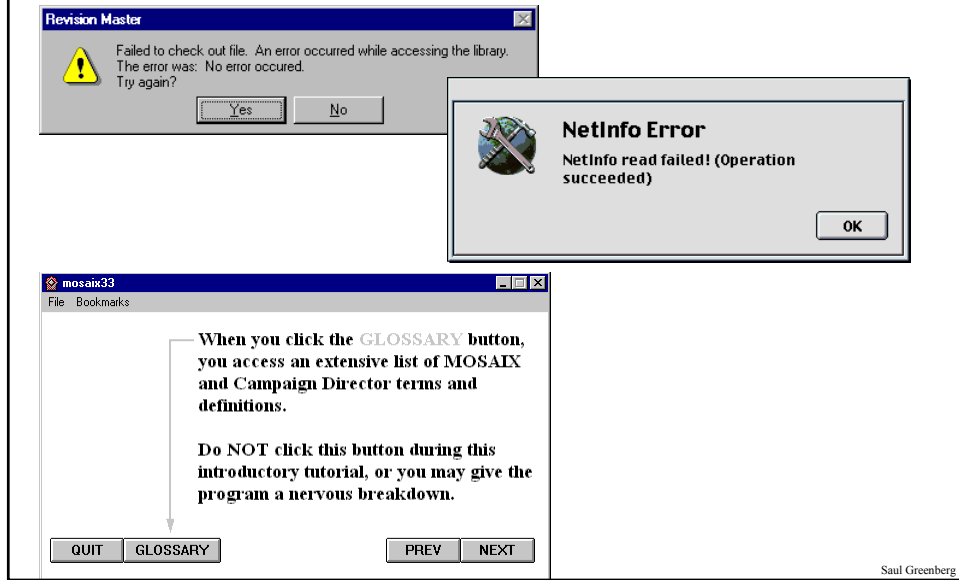 Revision Master
Failed to check out file. An error occurred while accessing the library.
The error was: No error occured.
Try again?
Yes
No
NetInfo Error
NetInfo read failed! (Operation
succeeded)
OK
mosaix33
File Bookmarks
When you click the GLOSSARY button,
you access an extensive list of MOSAIX
and Campaign Director terms and
definitions.
Do NOT click this button during this
introductory tutorial, or you may give the
program a nervous breakdown.
QUIT GLOSSARY PREV NEXT
Saul Greenberg